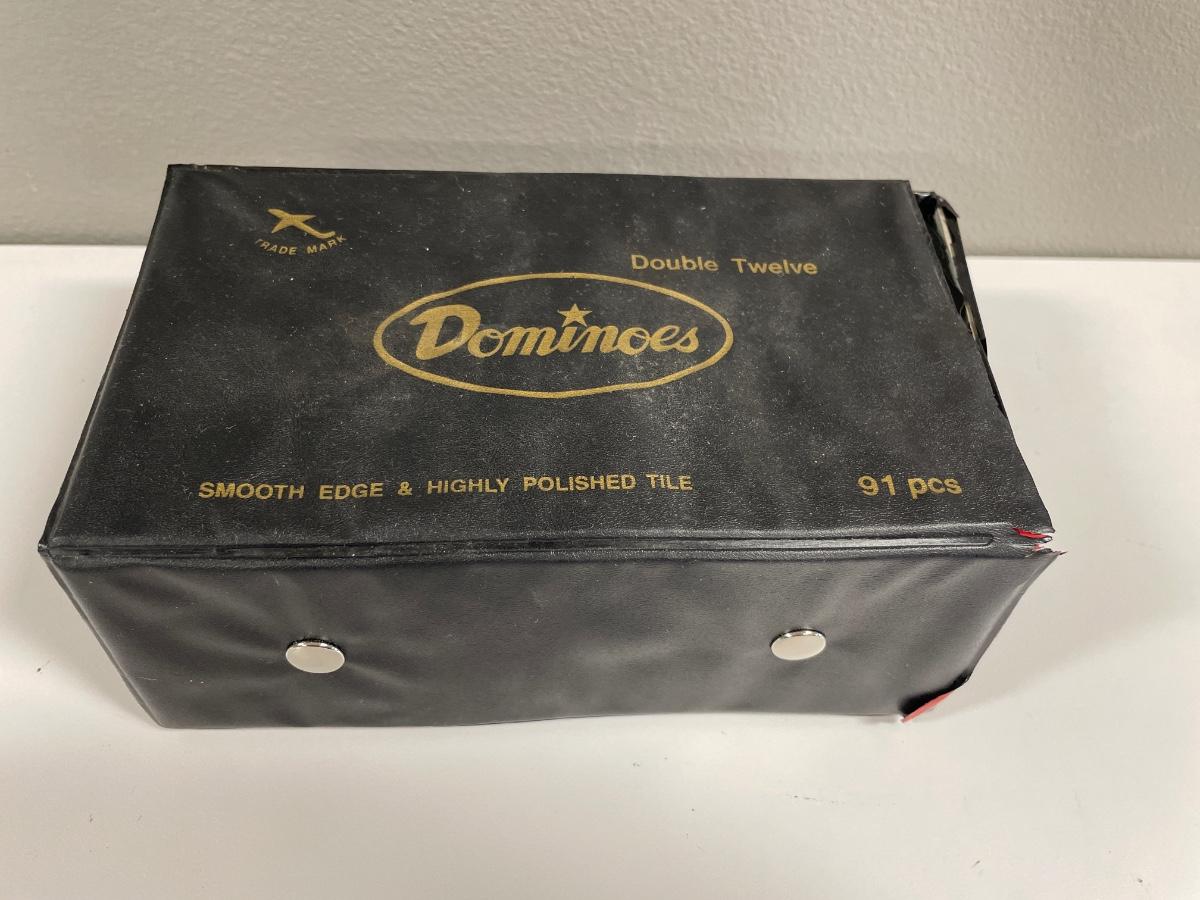 TRADE MARK
Double Twelve
Dominoes
SMOOTH EDGE & HIGHLY POLISHED TILE
91 pcs